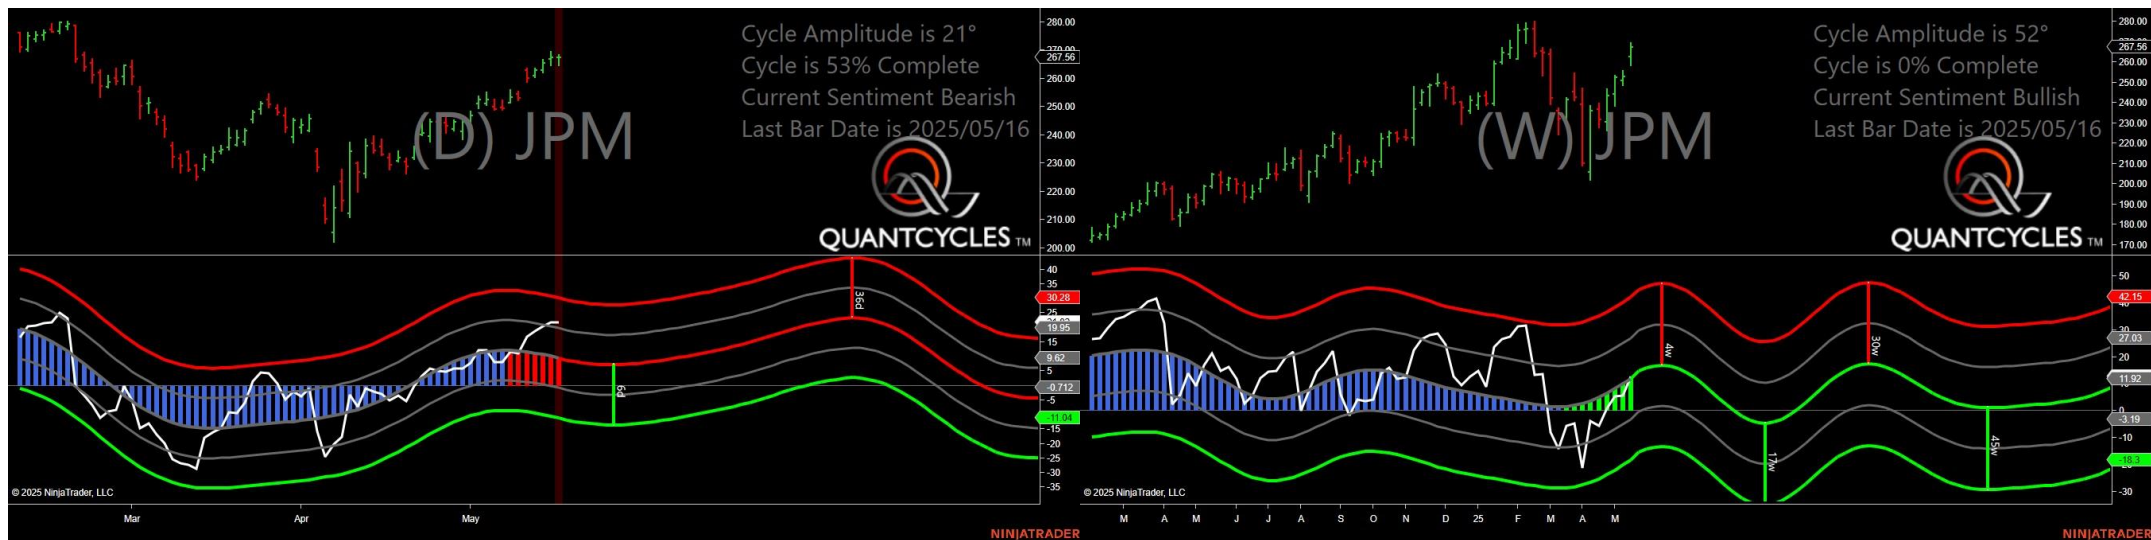 Cycle Amplitude is 21°
Cycle is 53% Complete
Current Sentiment Bearish
Last Bar Date is 2025/05/16
(D) JPM
QUANTCYCLES TM
280.00
270.00
267.56
260.00
250.00
240.00
230.00
220.00
210.00
200.00
40
35
30.28
19.95
15
9.62
5
-0.712
-5
-11.04
-15
-20
-25
-30
-35
36d
6d
© 2025 NinjaTrader, LLC
Mar
Apr
May
NINJATRADER
Cycle Amplitude is 52°
Cycle is 0% Complete
Current Sentiment Bullish
Last Bar Date is 2025/05/16
(W) JPM
QUANTCYCLES TM
280.00
267.56
260.00
250.00
240.00
230.00
220.00
210.00
200.00
190.00
180.00
170.00
50
42.15
30
27.03
20
11.92
0
-3.19
-10
-18.3
-30
4w
30w
17w
45w
© 2025 NinjaTrader, LLC
M A M J J A S O N D 25 F M A M
NINJATRADER